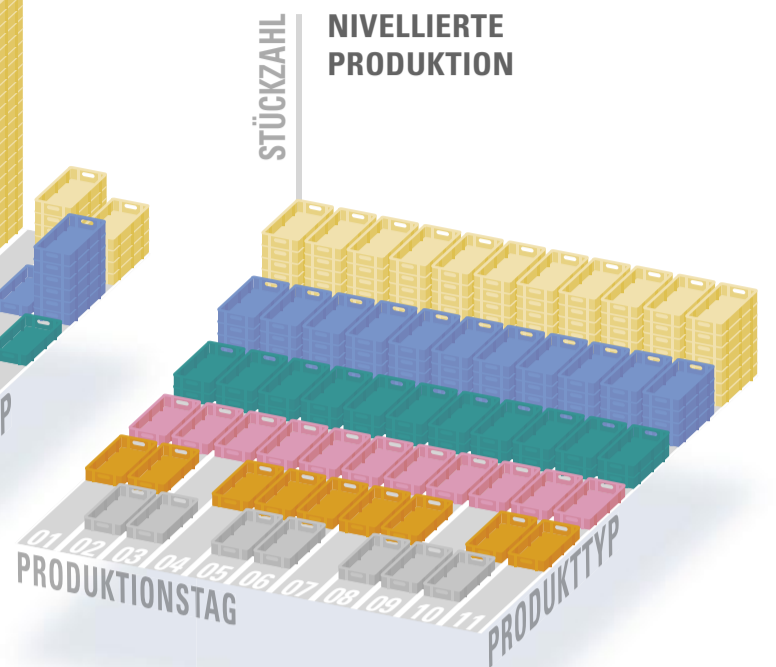 STÜCKZAHL
NIVELLIERTE
PRODUKTION
P
01 02 03 04 05 06 07 08 09 10 11
PRODUKTIONSTAG
PRODUKTTYP